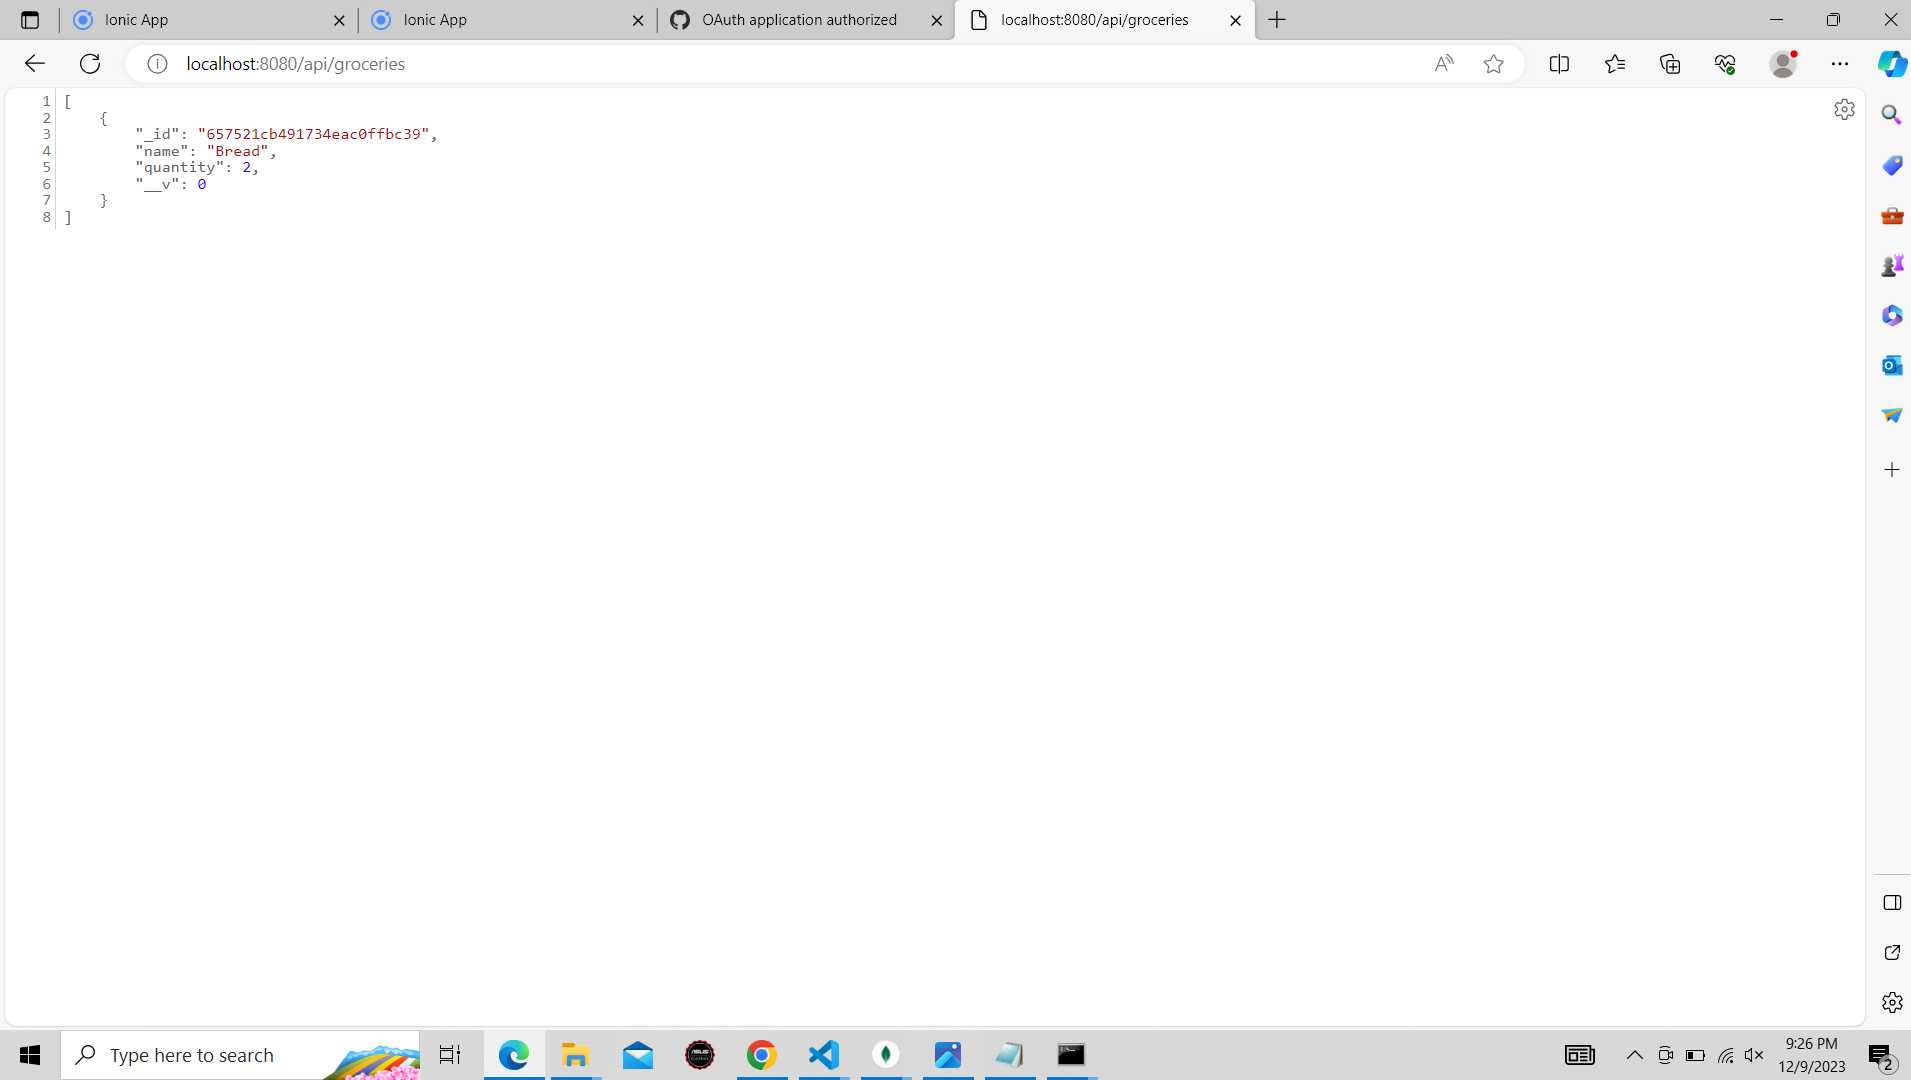 Ionic App
Ionic App
OAuth application authorized
localhost:8080/api/groceries
localhost:8080/api/groceries
1 [
2 {
3 "_id": "657521cb491734eac0ffbc39",
4 "name": "Bread",
5 "quantity": 2,
6 "__v": 0
7 }
8 ]
Type here to search
9:26 PM
12/9/2023
2